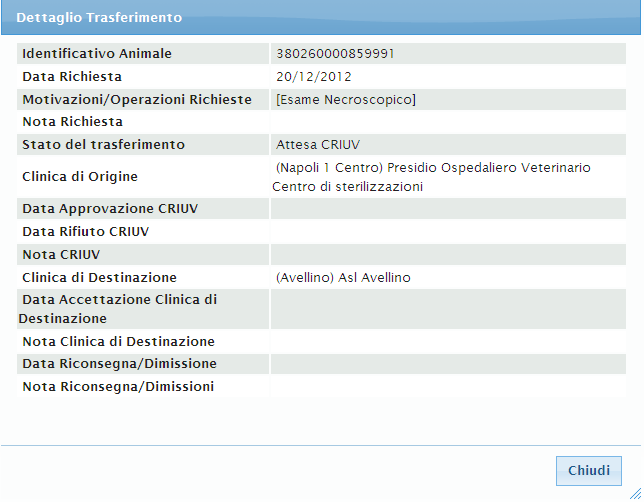 Dettaglio Trasferimento
Identificativo Animale 380260000859991
Data Richiesta 20/12/2012
Motivazioni/Operazioni Richieste [Esame Necroscopico]
Nota Richiesta
Stato del trasferimento Attesa CRIUV
Clinica di Origine (Napoli 1 Centro) Presidio Ospedaliero Veterinario
Centro di sterilizzazioni
Data Approvazione CRIUV
Data Rifiuto CRIUV
Nota CRIUV
Clinica di Destinazione (Avellino) Asl Avellino
Data Accettazione Clinica di
Destinazione
Nota Clinica di Destinazione
Data Riconsegna/Dimissione
Nota Riconsegna/Dimissioni
Chiudi